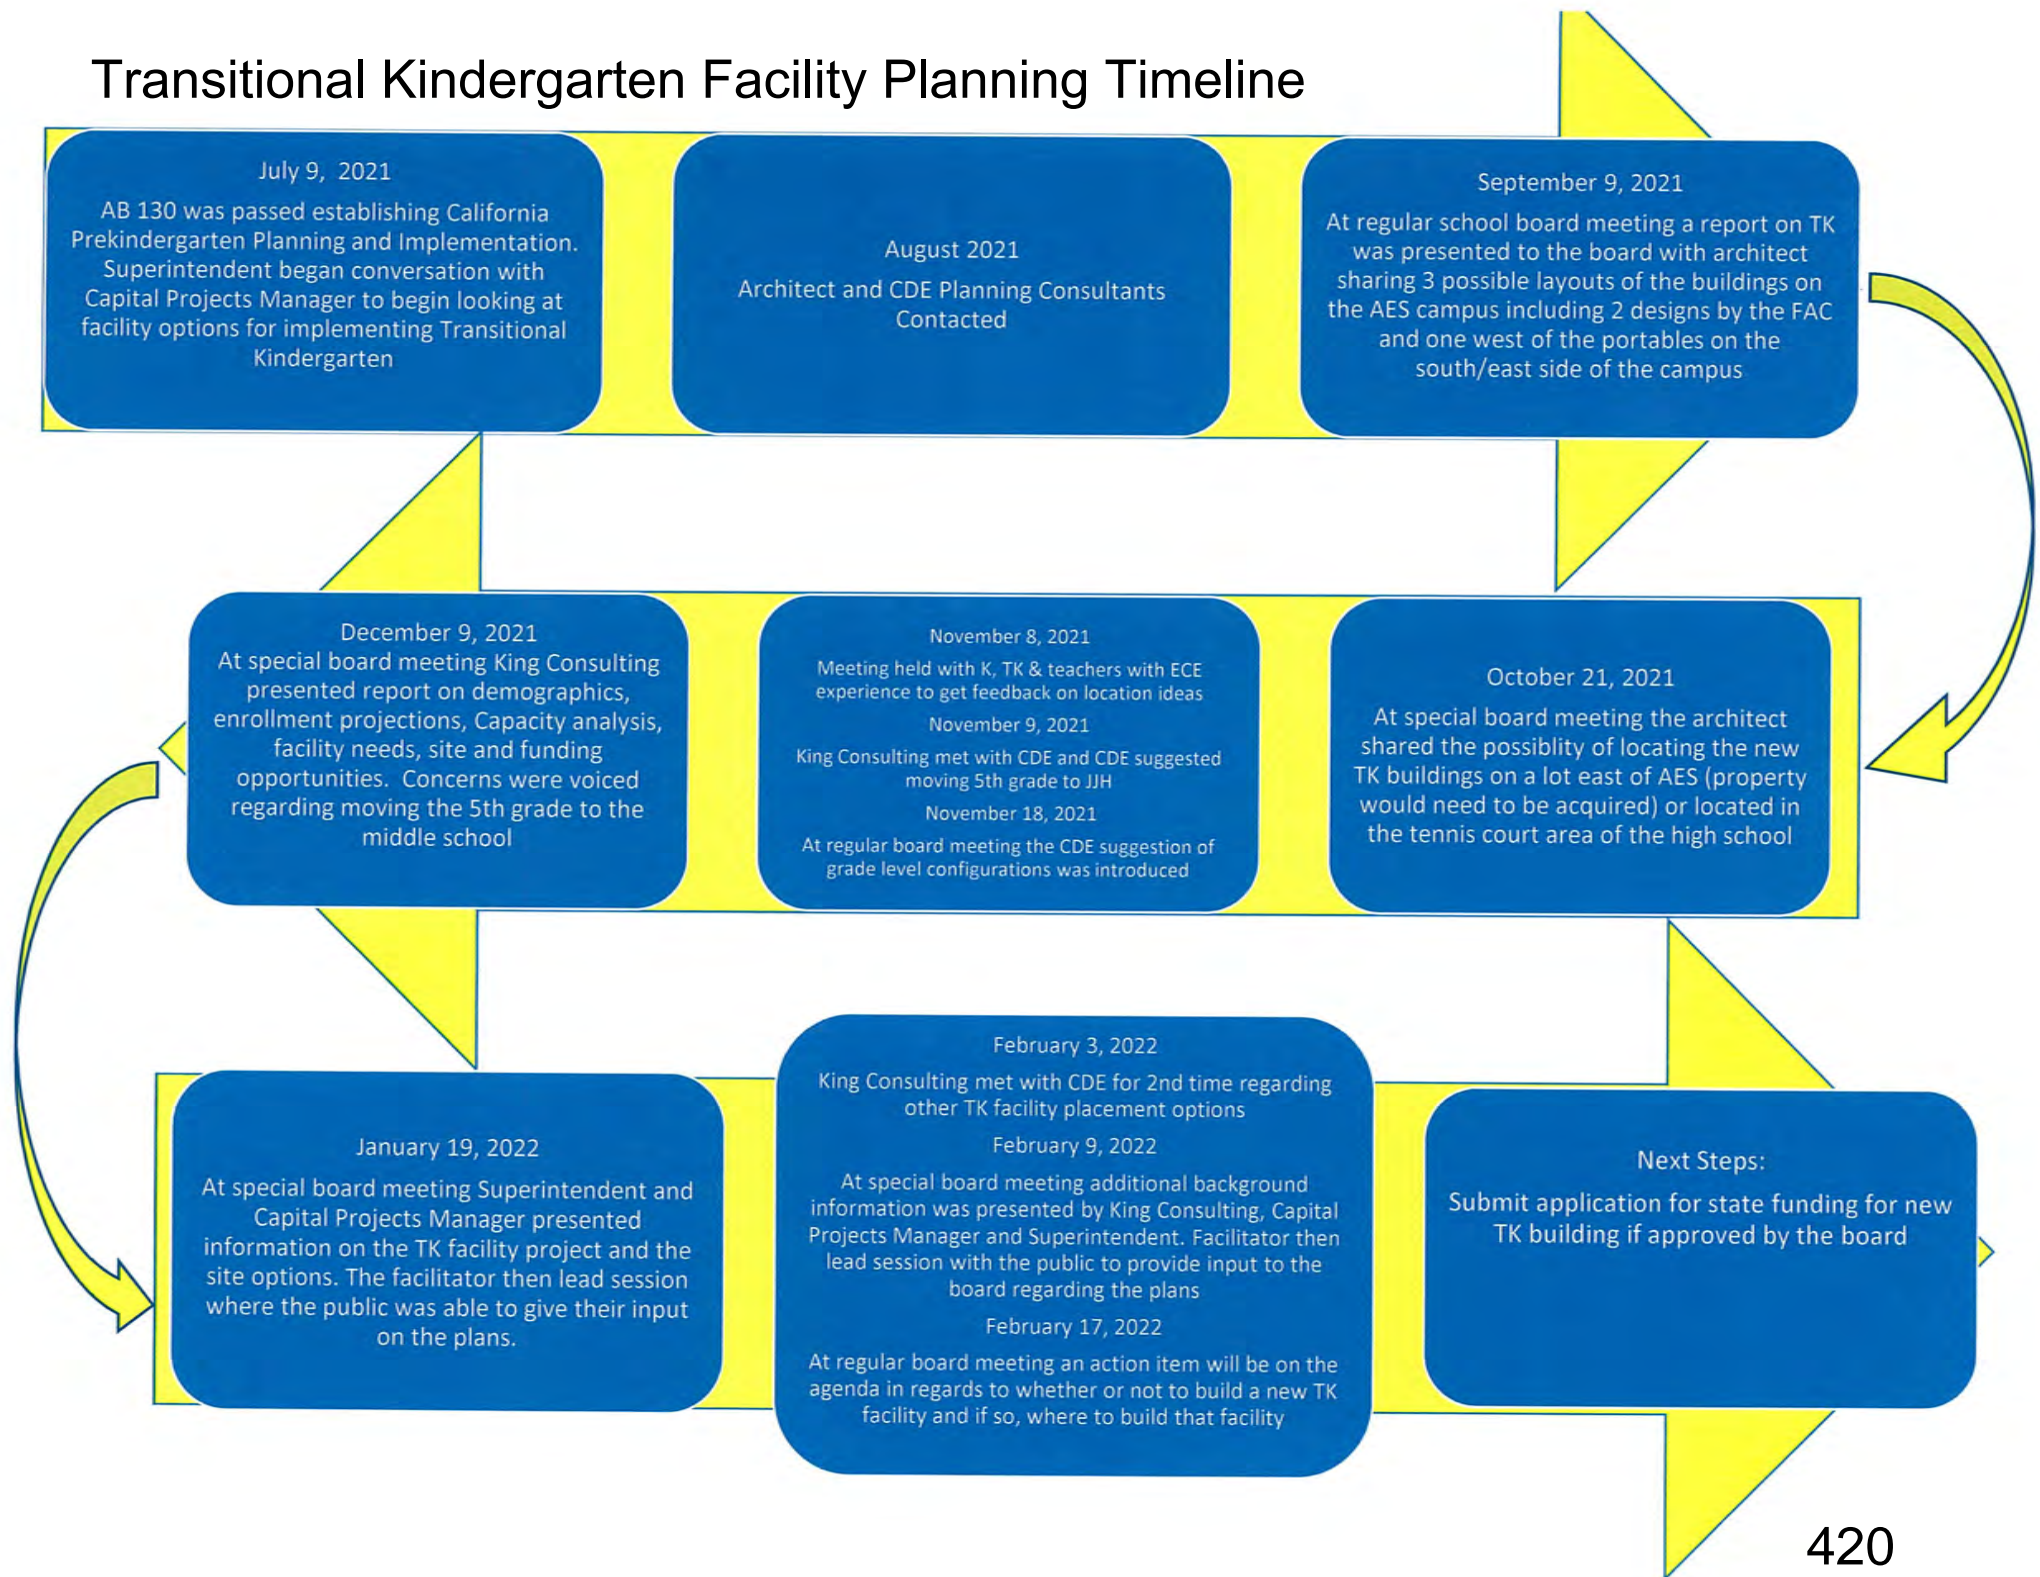 Transitional Kindergarten Facility Planning Timeline
July 9, 2021
AB 130 was passed establishing California
Prekindergarten Planning and Implementation.
Superintendent began conversation with
Capital Projects Manager to begin looking at
facility options for implementing Transitional
Kindergarten
August 2021
Architect and CDE Planning Consultants
Contacted
September 9, 2021
At regular school board meeting a report on TK
was presented to the board with architect
sharing 3 possible layouts of the buildings on
the AES campus including 2 designs by the FAC
and one west of the portables on the
south/east side of the campus
October 21, 2021
At special board meeting the architect
shared the possiblity of locating the new
TK buildings on a lot east of AES (property
would need to be acquired) or located in
the tennis court area of the high school
November 8, 2021
Meeting held with K, TK & teachers with ECE
experience to get feedback on location ideas
November 9, 2021
King Consulting met with CDE and CDE suggested
moving 5th grade to JJH
November 18, 2021
At regular board meeting the CDE suggestion of
grade level configurations was introduced
December 9, 2021
At special board meeting King Consulting
presented report on demographics,
enrollment projections, Capacity analysis,
facility needs, site and funding
opportunities. Concerns were voiced
regarding moving the 5th grade to the
middle school
January 19, 2022
At special board meeting Superintendent and
Capital Projects Manager presented
information on the TK facility project and the
site options. The facilitator then lead session
where the public was able to give their input
on the plans.
February 3, 2022
King Consulting met with CDE for 2nd time regarding
other TK facility placement options
February 9, 2022
At special board meeting additional background
information was presented by King Consulting, Capital
Projects Manager and Superintendent. Facilitator then
lead session with the public to provide input to the
board regarding the plans
February 17, 2022
At regular board meeting an action item will be on the
agenda in regards to whether or not to build a new TK
facility and if so, where to build that facility
Next Steps:
Submit application for state funding for new
TK building if approved by the board
420